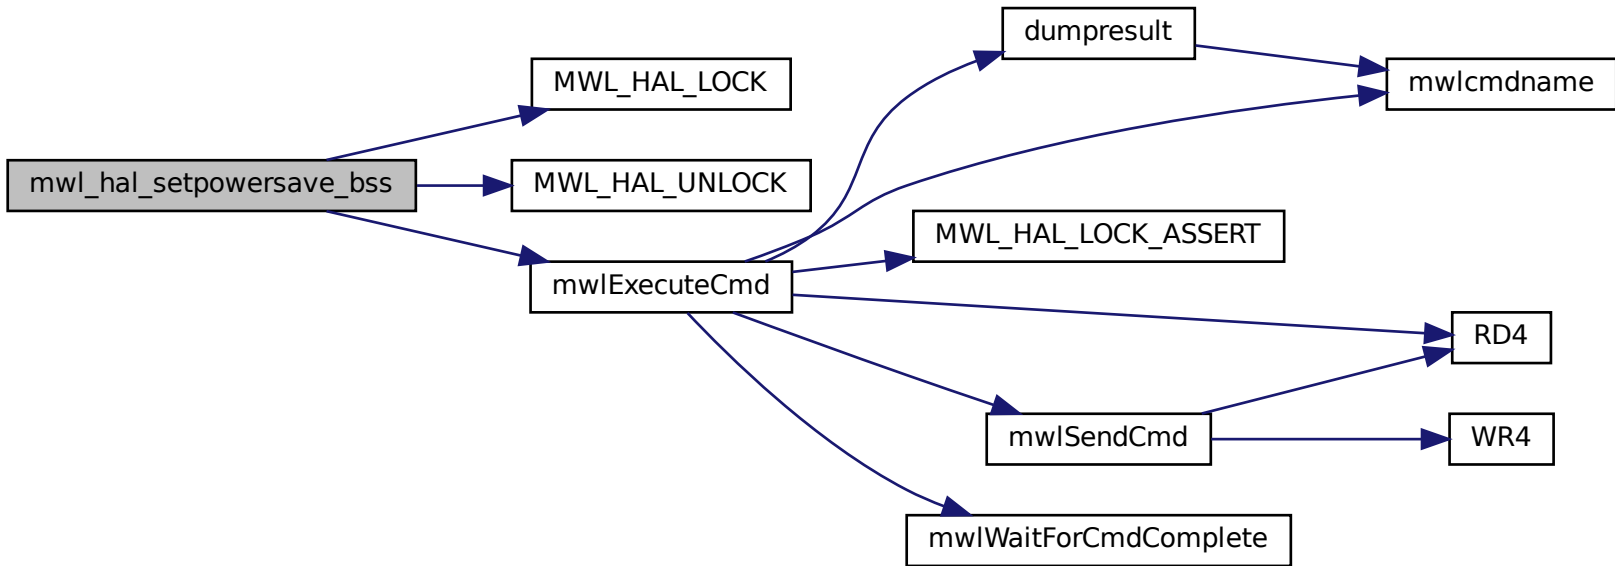 dumpresult
MWL_HAL_LOCK
mwlcmdname
mwl_hal_setpowersave_bss
MWL_HAL_UNLOCK
MWL_HAL_LOCK_ASSERT
mwlExecuteCmd
RD4
mwlSendCmd
WR4
mwlWaitForCmdComplete